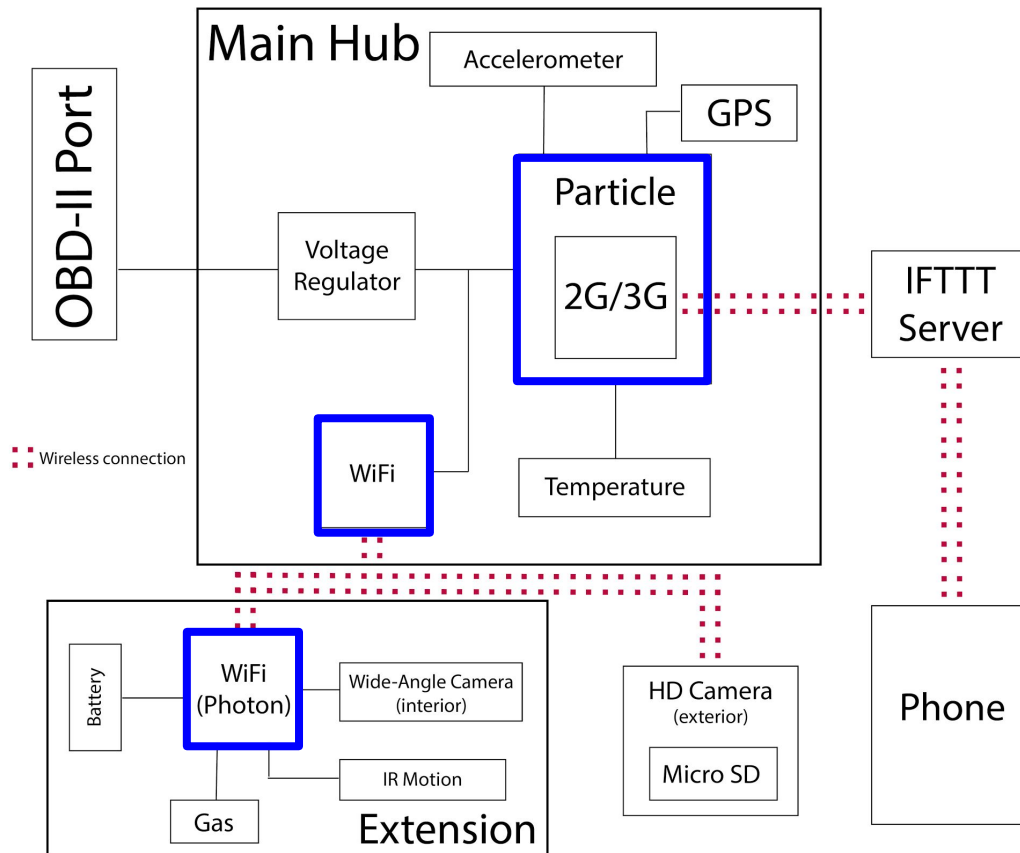 Main Hub
Accelerometer
GPS
OBD-II Port
Particle
Voltage
Regulator
2G/3G
IFTTT
Server
Wireless connection
WiFi
Temperature
Battery
WiFi
(Photon)
Wide-Angle Camera
(interior)
IR Motion
Gas
Extension
HD Camera
(exterior)
Micro SD
Phone